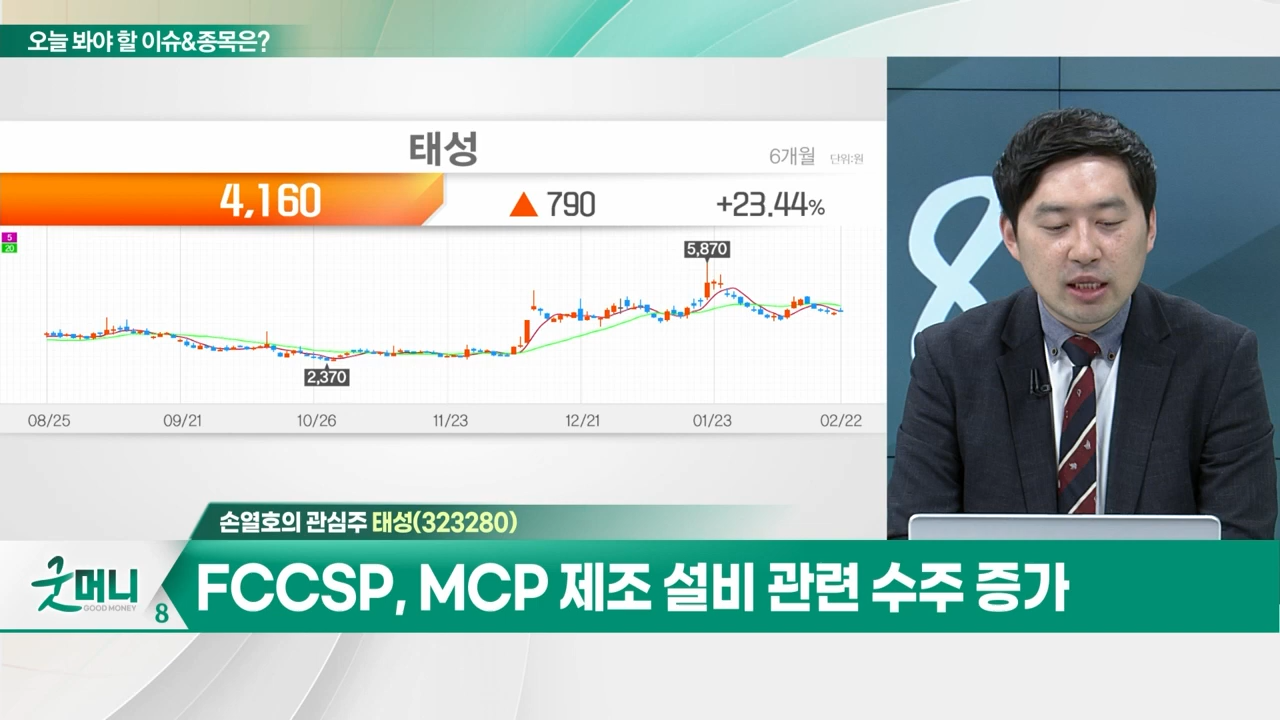 오늘 봐야 할 이슈&종목은?
태성
6개월 단위:원
4,160 ▲ 790 +23.44%
5
20
5,870
2,370
08/25 09/21 10/26 11/23 12/21 01/23 02/22
8
손열호의 관심주 태성(323280)
굿머니
GOOD MONEY
8
FCCSP, MCP 제조 설비 관련 수주 증가